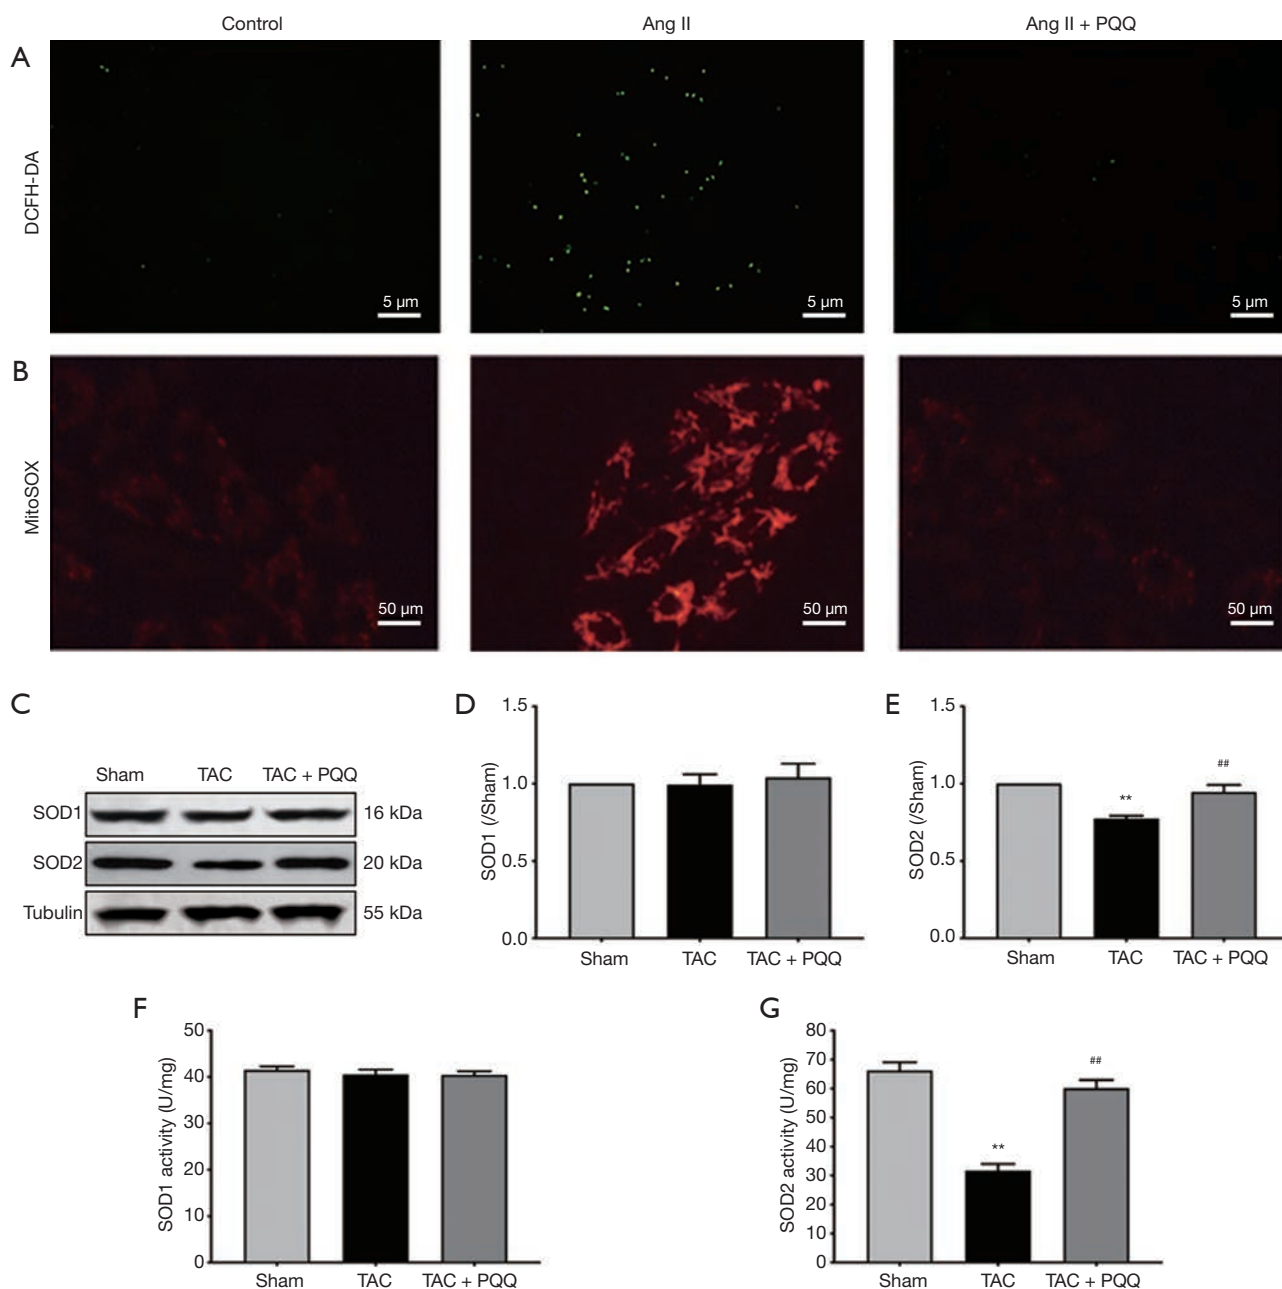 Control Ang II Ang II + PQQ
A
DCFH-DA
5 µm 5 µm 5 µm
B
MitoSOX
50 µm 50 µm 50 µm
C
Sham TAC TAC + PQQ
SOD1 16 kDa
SOD2 20 kDa
Tubulin 55 kDa
D
SOD1 (/Sham)
1.5
1.0
0.5
0.0
Sham TAC TAC + PQQ
E
SOD2 (/Sham)
1.5
1.0
0.5
0.0
**
##
Sham TAC TAC + PQQ
F
SOD1 activity (U/mg)
50
40
30
20
10
0
Sham TAC TAC + PQQ
G
SOD2 activity (U/mg)
80
70
60
50
40
30
20
10
0
**
##
Sham TAC TAC + PQQ